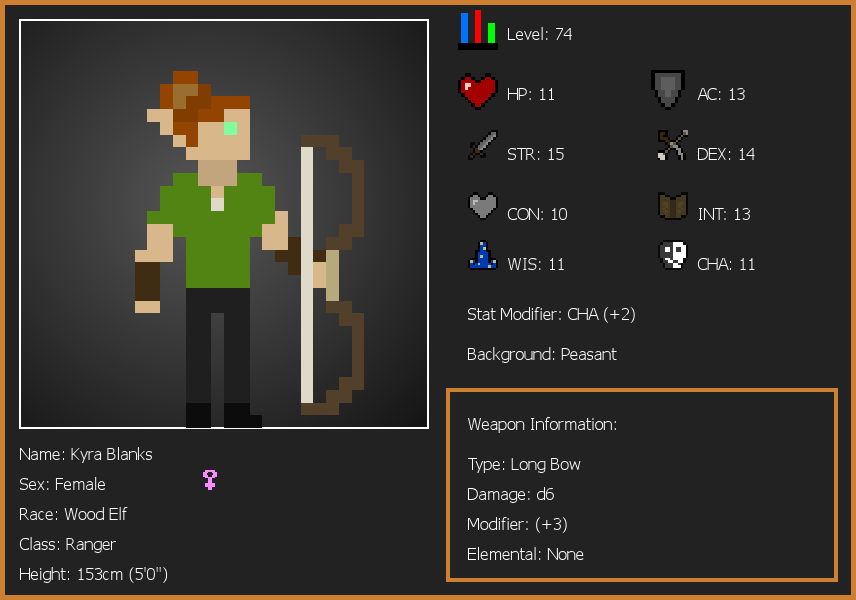 Level: 74
HP: 11
AC: 13
STR: 15
DEX: 14
CON: 10
INT: 13
WIS: 11
CHA: 11
Stat Modifier: CHA (+2)
Background: Peasant
Weapon Information:
Type: Long Bow
Damage: d6
Modifier: (+3)
Elemental: None
Name: Kyra Blanks
Sex: Female
Race: Wood Elf
Class: Ranger
Height: 153cm (5'0")